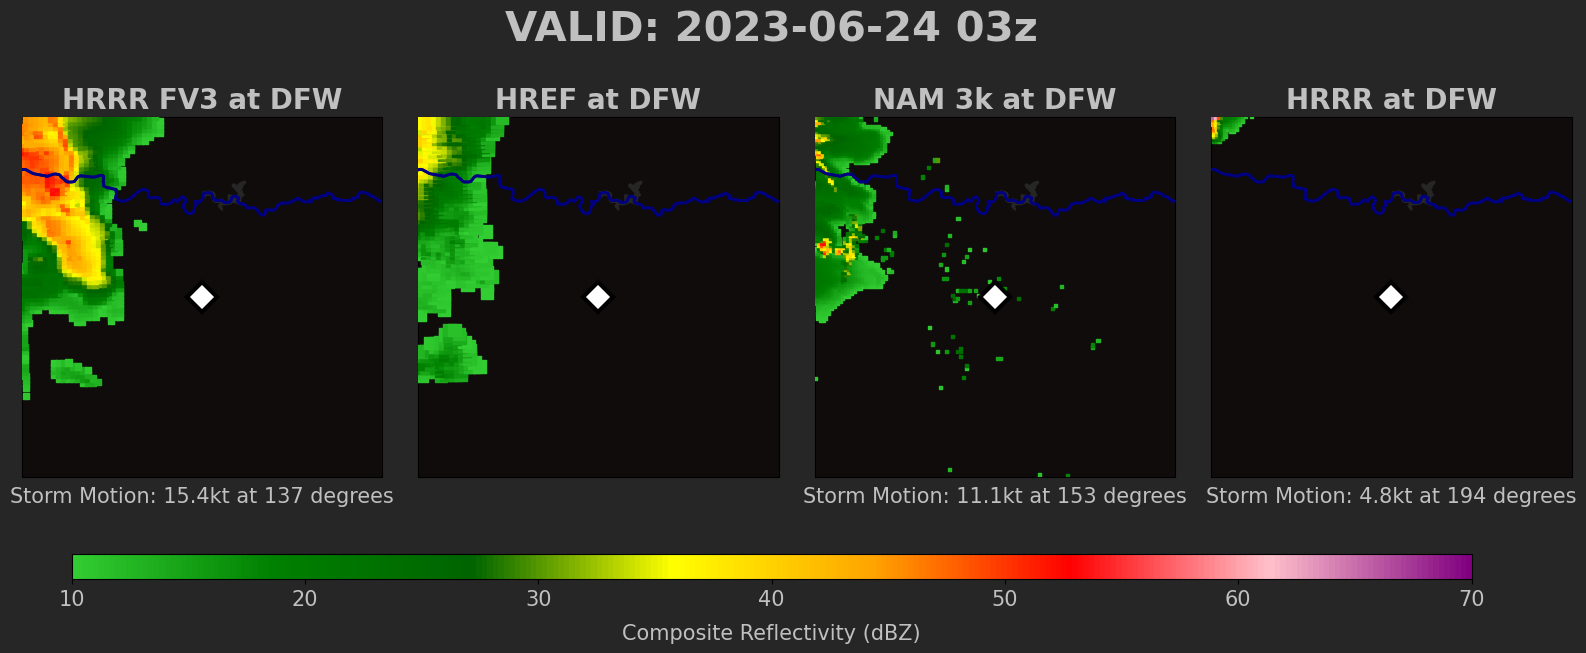 VALID: 2023-06-24 03z
HRRR FV3 at DFW
HREF at DFW
NAM 3k at DFW
HRRR at DFW
Storm Motion: 15.4kt at 137 degrees
Storm Motion: 11.1kt at 153 degrees
Storm Motion: 4.8kt at 194 degrees
10 20 30 40 50 60 70
Composite Reflectivity (dBZ)